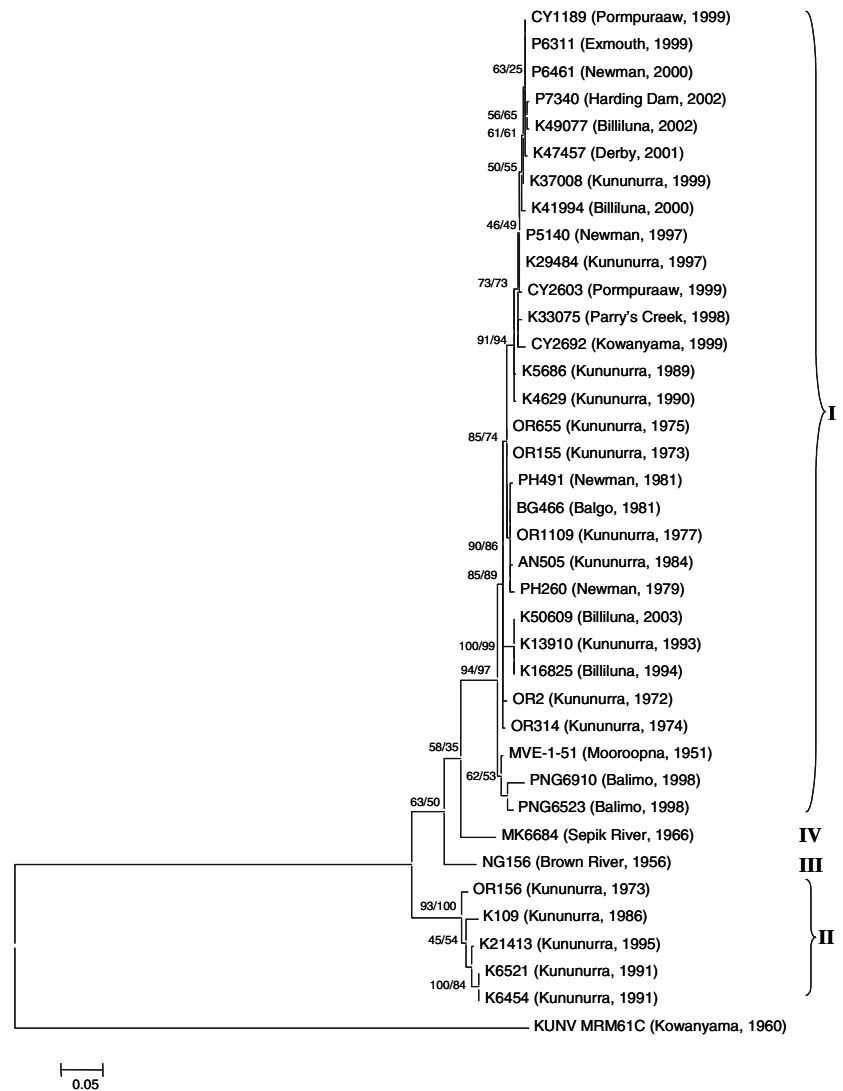 CY1189 (Pormpuraaw, 1999)
P6311 (Exmouth, 1999)
63/25
P6461 (Newman, 2000)
P7340 (Harding Dam, 2002)
56/65
K49077 (Billiluna, 2002)
61/61
K47457 (Derby, 2001)
50/55
K37008 (Kununurra, 1999)
K41994 (Billiluna, 2000)
46/49
P5140 (Newman, 1997)
K29484 (Kununurra, 1997)
73/73
CY2603 (Pormpuraaw, 1999)
K33075 (Parry's Creek, 1998)
91/94
CY2692 (Kowanyama, 1999)
K5686 (Kununurra, 1989)
K4629 (Kununurra, 1990)
I
OR655 (Kununurra, 1975)
85/74
OR155 (Kununurra, 1973)
PH491 (Newman, 1981)
BG466 (Balgo, 1981)
OR1109 (Kununurra, 1977)
90/86
AN505 (Kununurra, 1984)
85/89
PH260 (Newman, 1979)
K50609 (Billiluna, 2003)
100/99
K13910 (Kununurra, 1993)
94/97
K16825 (Billiluna, 1994)
OR2 (Kununurra, 1972)
OR314 (Kununurra, 1974)
58/35
MVE-1-51 (Mooroopna, 1951)
62/53
PNG6910 (Balimo, 1998)
63/50
PNG6523 (Balimo, 1998)
MK6684 (Sepik River, 1966)
IV
NG156 (Brown River, 1956)
III
OR156 (Kununurra, 1973)
93/100
K109 (Kununurra, 1986)
II
45/54
K21413 (Kununurra, 1995)
K6521 (Kununurra, 1991)
100/84
K6454 (Kununurra, 1991)
KUNV MRM61C (Kowanyama, 1960)
0.05